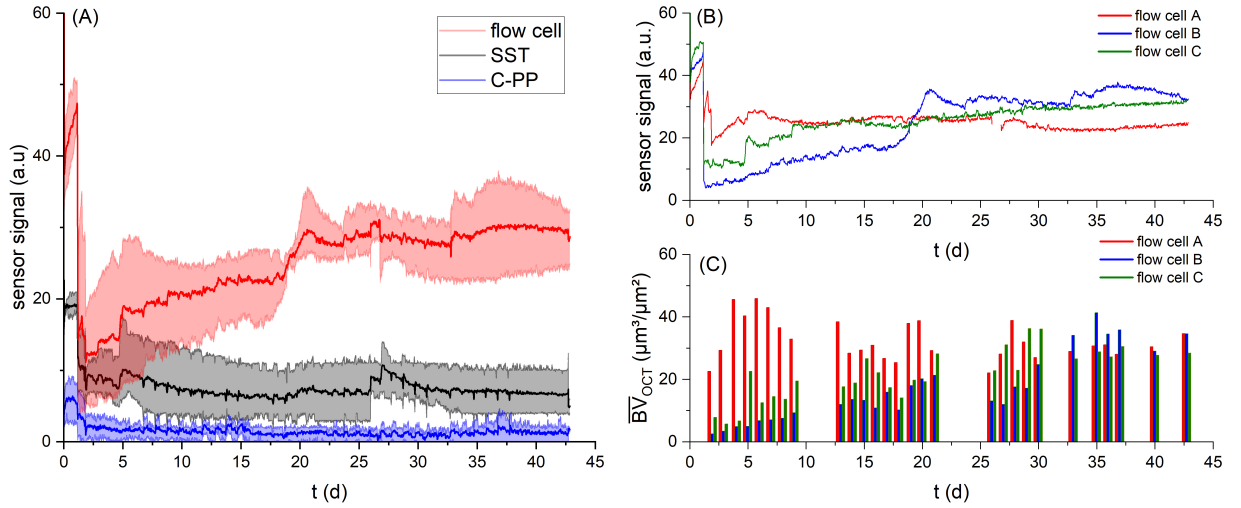 (A)
flow cell
SST
C-PP
sensor signal (a.u)
60
40
20
0
0 5 10 15 20 25 30 35 40 45
t (d)
(B)
flow cell A
flow cell B
flow cell C
sensor signal (a.u.)
60
40
20
0
0 5 10 15 20 25 30 35 40 45
t (d)
(C)
flow cell A
flow cell B
flow cell C
B̅V̅OCT (μm³/μm²)
60
40
20
0
0 5 10 15 20 25 30 35 40 45
t (d)